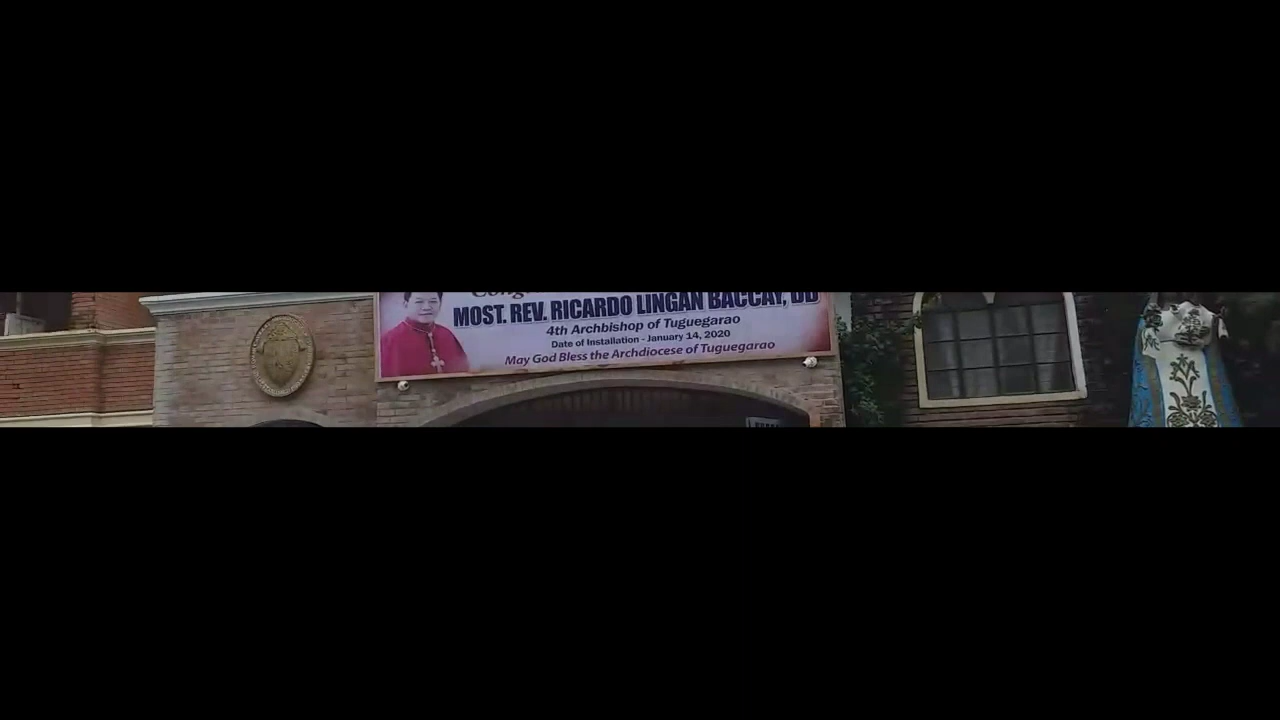 MOST. REV. RICARDO LINGAN BACCAY, DD
4th Archbishop of Tuguegarao
Date of Installation - January 14, 2020
May God Bless the Archdiocese of Tuguegarao